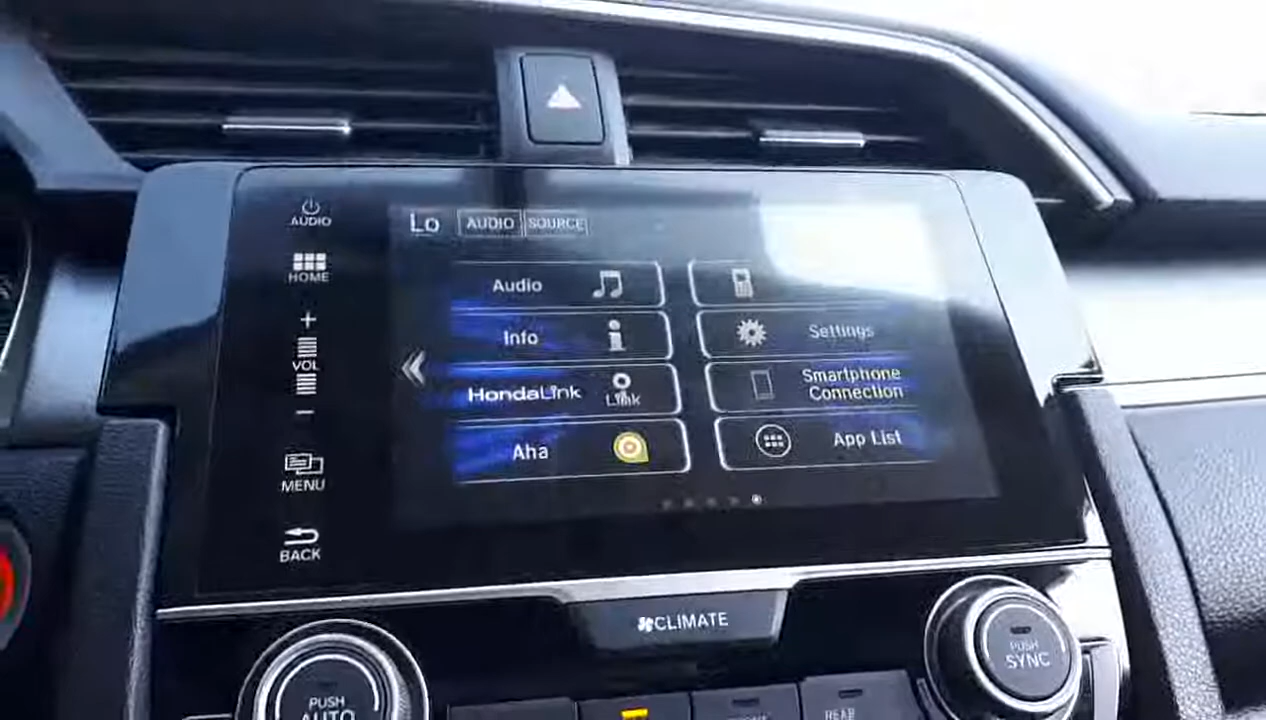 AUDIO
HOME
+
VOL
−
MENU
BACK
Lo AUDIO SOURCE
Audio
Info
Settings
HondaLink
Link
Smartphone
Connection
Aha
App List
CLIMATE
PUSH
AUTO
PUSH
SYNC
REAR